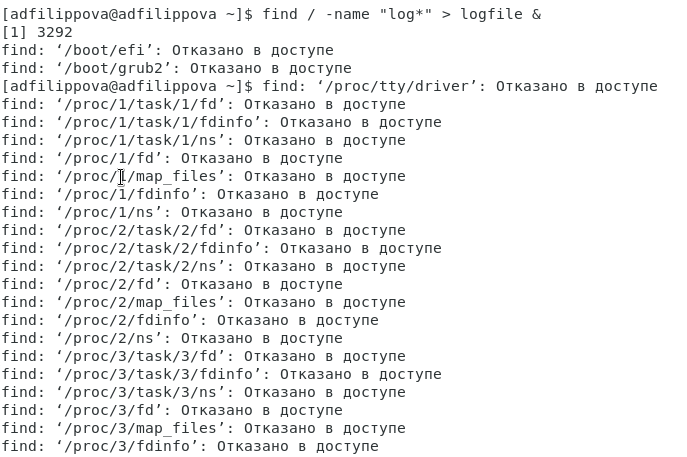 [adfilippova@adfilippova ~]$ find / -name "log*" > logfile &
[1] 3292
find: ‘/boot/efi’: Отказано в доступе
find: ‘/boot/grub2’: Отказано в доступе
[adfilippova@adfilippova ~]$ find: ‘/proc/tty/driver’: Отказано в доступе
find: ‘/proc/1/task/1/fd’: Отказано в доступе
find: ‘/proc/1/task/1/fdinfo’: Отказано в доступе
find: ‘/proc/1/task/1/ns’: Отказано в доступе
find: ‘/proc/1/fd’: Отказано в доступе
find: ‘/proc/1/map_files’: Отказано в доступе
find: ‘/proc/1/fdinfo’: Отказано в доступе
find: ‘/proc/1/ns’: Отказано в доступе
find: ‘/proc/2/task/2/fd’: Отказано в доступе
find: ‘/proc/2/task/2/fdinfo’: Отказано в доступе
find: ‘/proc/2/task/2/ns’: Отказано в доступе
find: ‘/proc/2/fd’: Отказано в доступе
find: ‘/proc/2/map_files’: Отказано в доступе
find: ‘/proc/2/fdinfo’: Отказано в доступе
find: ‘/proc/2/ns’: Отказано в доступе
find: ‘/proc/3/task/3/fd’: Отказано в доступе
find: ‘/proc/3/task/3/fdinfo’: Отказано в доступе
find: ‘/proc/3/task/3/ns’: Отказано в доступе
find: ‘/proc/3/fd’: Отказано в доступе
find: ‘/proc/3/map_files’: Отказано в доступе
find: ‘/proc/3/fdinfo’: Отказано в доступе